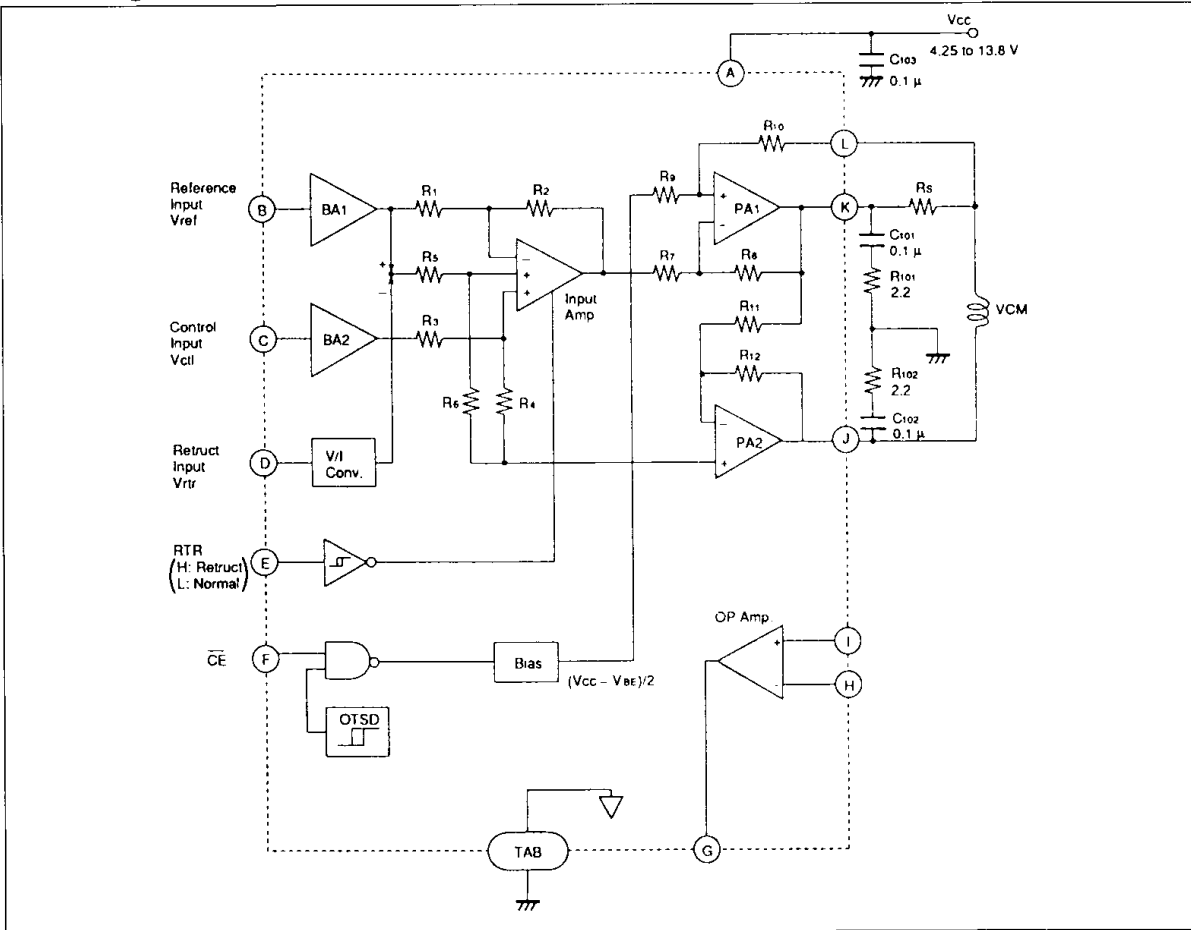 Vcc
4.25 to 13.8 V
A
C103
0.1 μ
R10
L
Reference
Input
Vref
B
BA1
R1
R2
R9
+
PA1
−
K
Rs
C101
0.1 μ
R101
2.2
+
−
R5
−
+
+
Input
Amp
R7
R8
R11
VCM
Control
Input
Vctl
C
BA2
R3
R12
R102
2.2
C102
0.1 μ
R6
R4
−
PA2
+
J
Retruct
Input
Vrtr
D
V/I
Conv.
RTR
(H: Retruct
L: Normal)
E
OP Amp.
+
−
I
H
CE
F
Bias
(Vcc − VBE)/2
OTSD
TAB
G